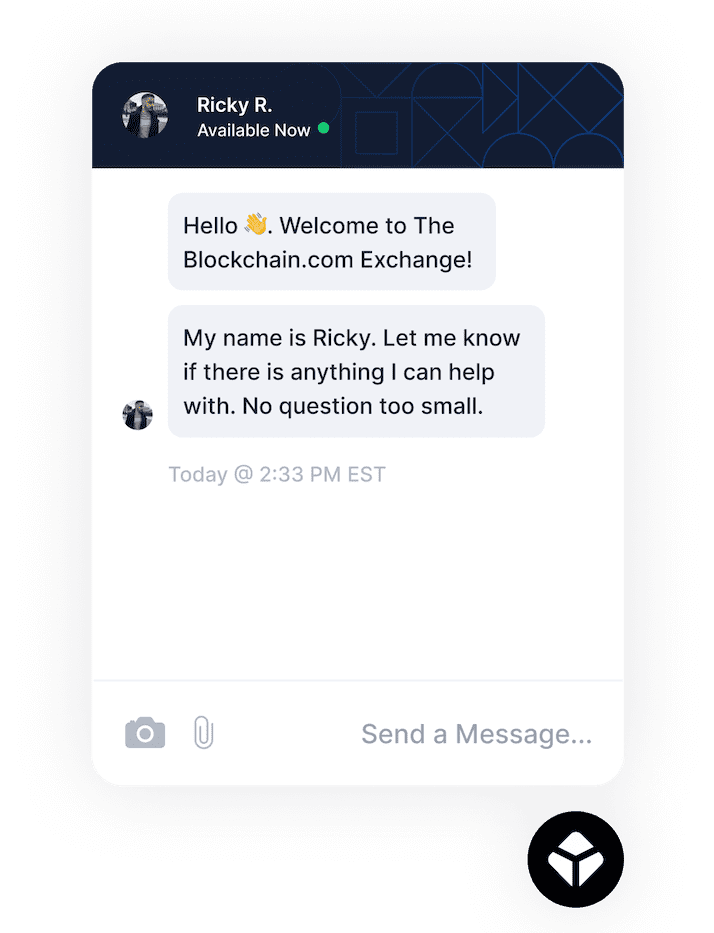 Ricky R.
Available Now
Hello 👋. Welcome to The
Blockchain.com Exchange!
My name is Ricky. Let me know
if there is anything I can help
with. No question too small.
Today @ 2:33 PM EST
Send a Message...